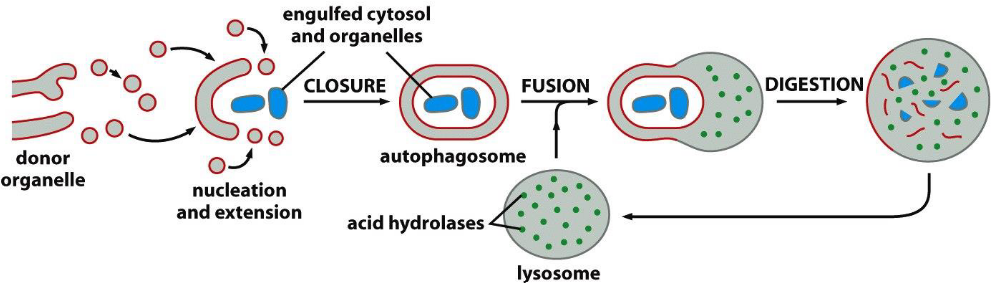 engulfed cytosol
and organelles
CLOSURE
FUSION
DIGESTION
donor
organelle
autophagosome
nucleation
and extension
acid hydrolases
lysosome